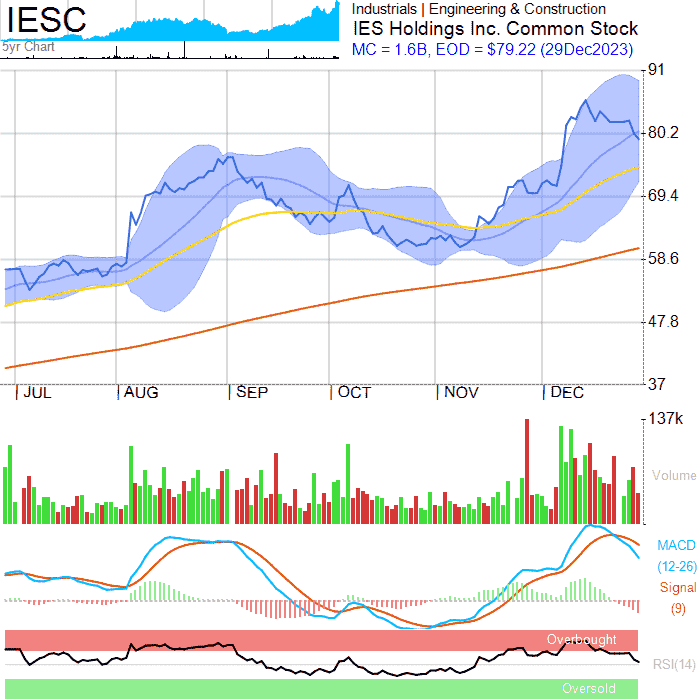 IESC
5yr Chart
Industrials | Engineering & Construction
IES Holdings Inc. Common Stock
MC = 1.6B, EOD = $79.22 (29Dec2023)
91
80.2
69.4
58.6
47.8
37
JUL AUG SEP OCT NOV DEC
137k
Volume
MACD
(12-26)
Signal
(9)
Overbought
RSI(14)
Oversold